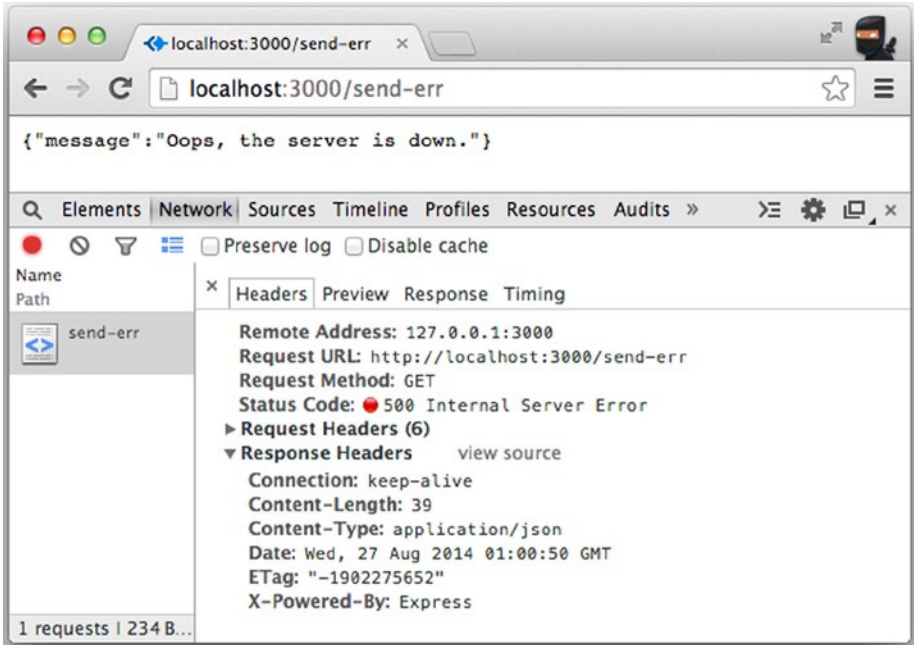 localhost:3000/send-err ×
localhost:3000/send-err
{"message":"Oops, the server is down."}
Elements Network Sources Timeline Profiles Resources Audits »
Preserve log Disable cache
Name
Path
× Headers Preview Response Timing
send-err
Remote Address: 127.0.0.1:3000
Request URL: http://localhost:3000/send-err
Request Method: GET
Status Code: 500 Internal Server Error
Request Headers (6)
Response Headers view source
Connection: keep-alive
Content-Length: 39
Content-Type: application/json
Date: Wed, 27 Aug 2014 01:00:50 GMT
ETag: "-1902275652"
X-Powered-By: Express
1 requests | 234 B...